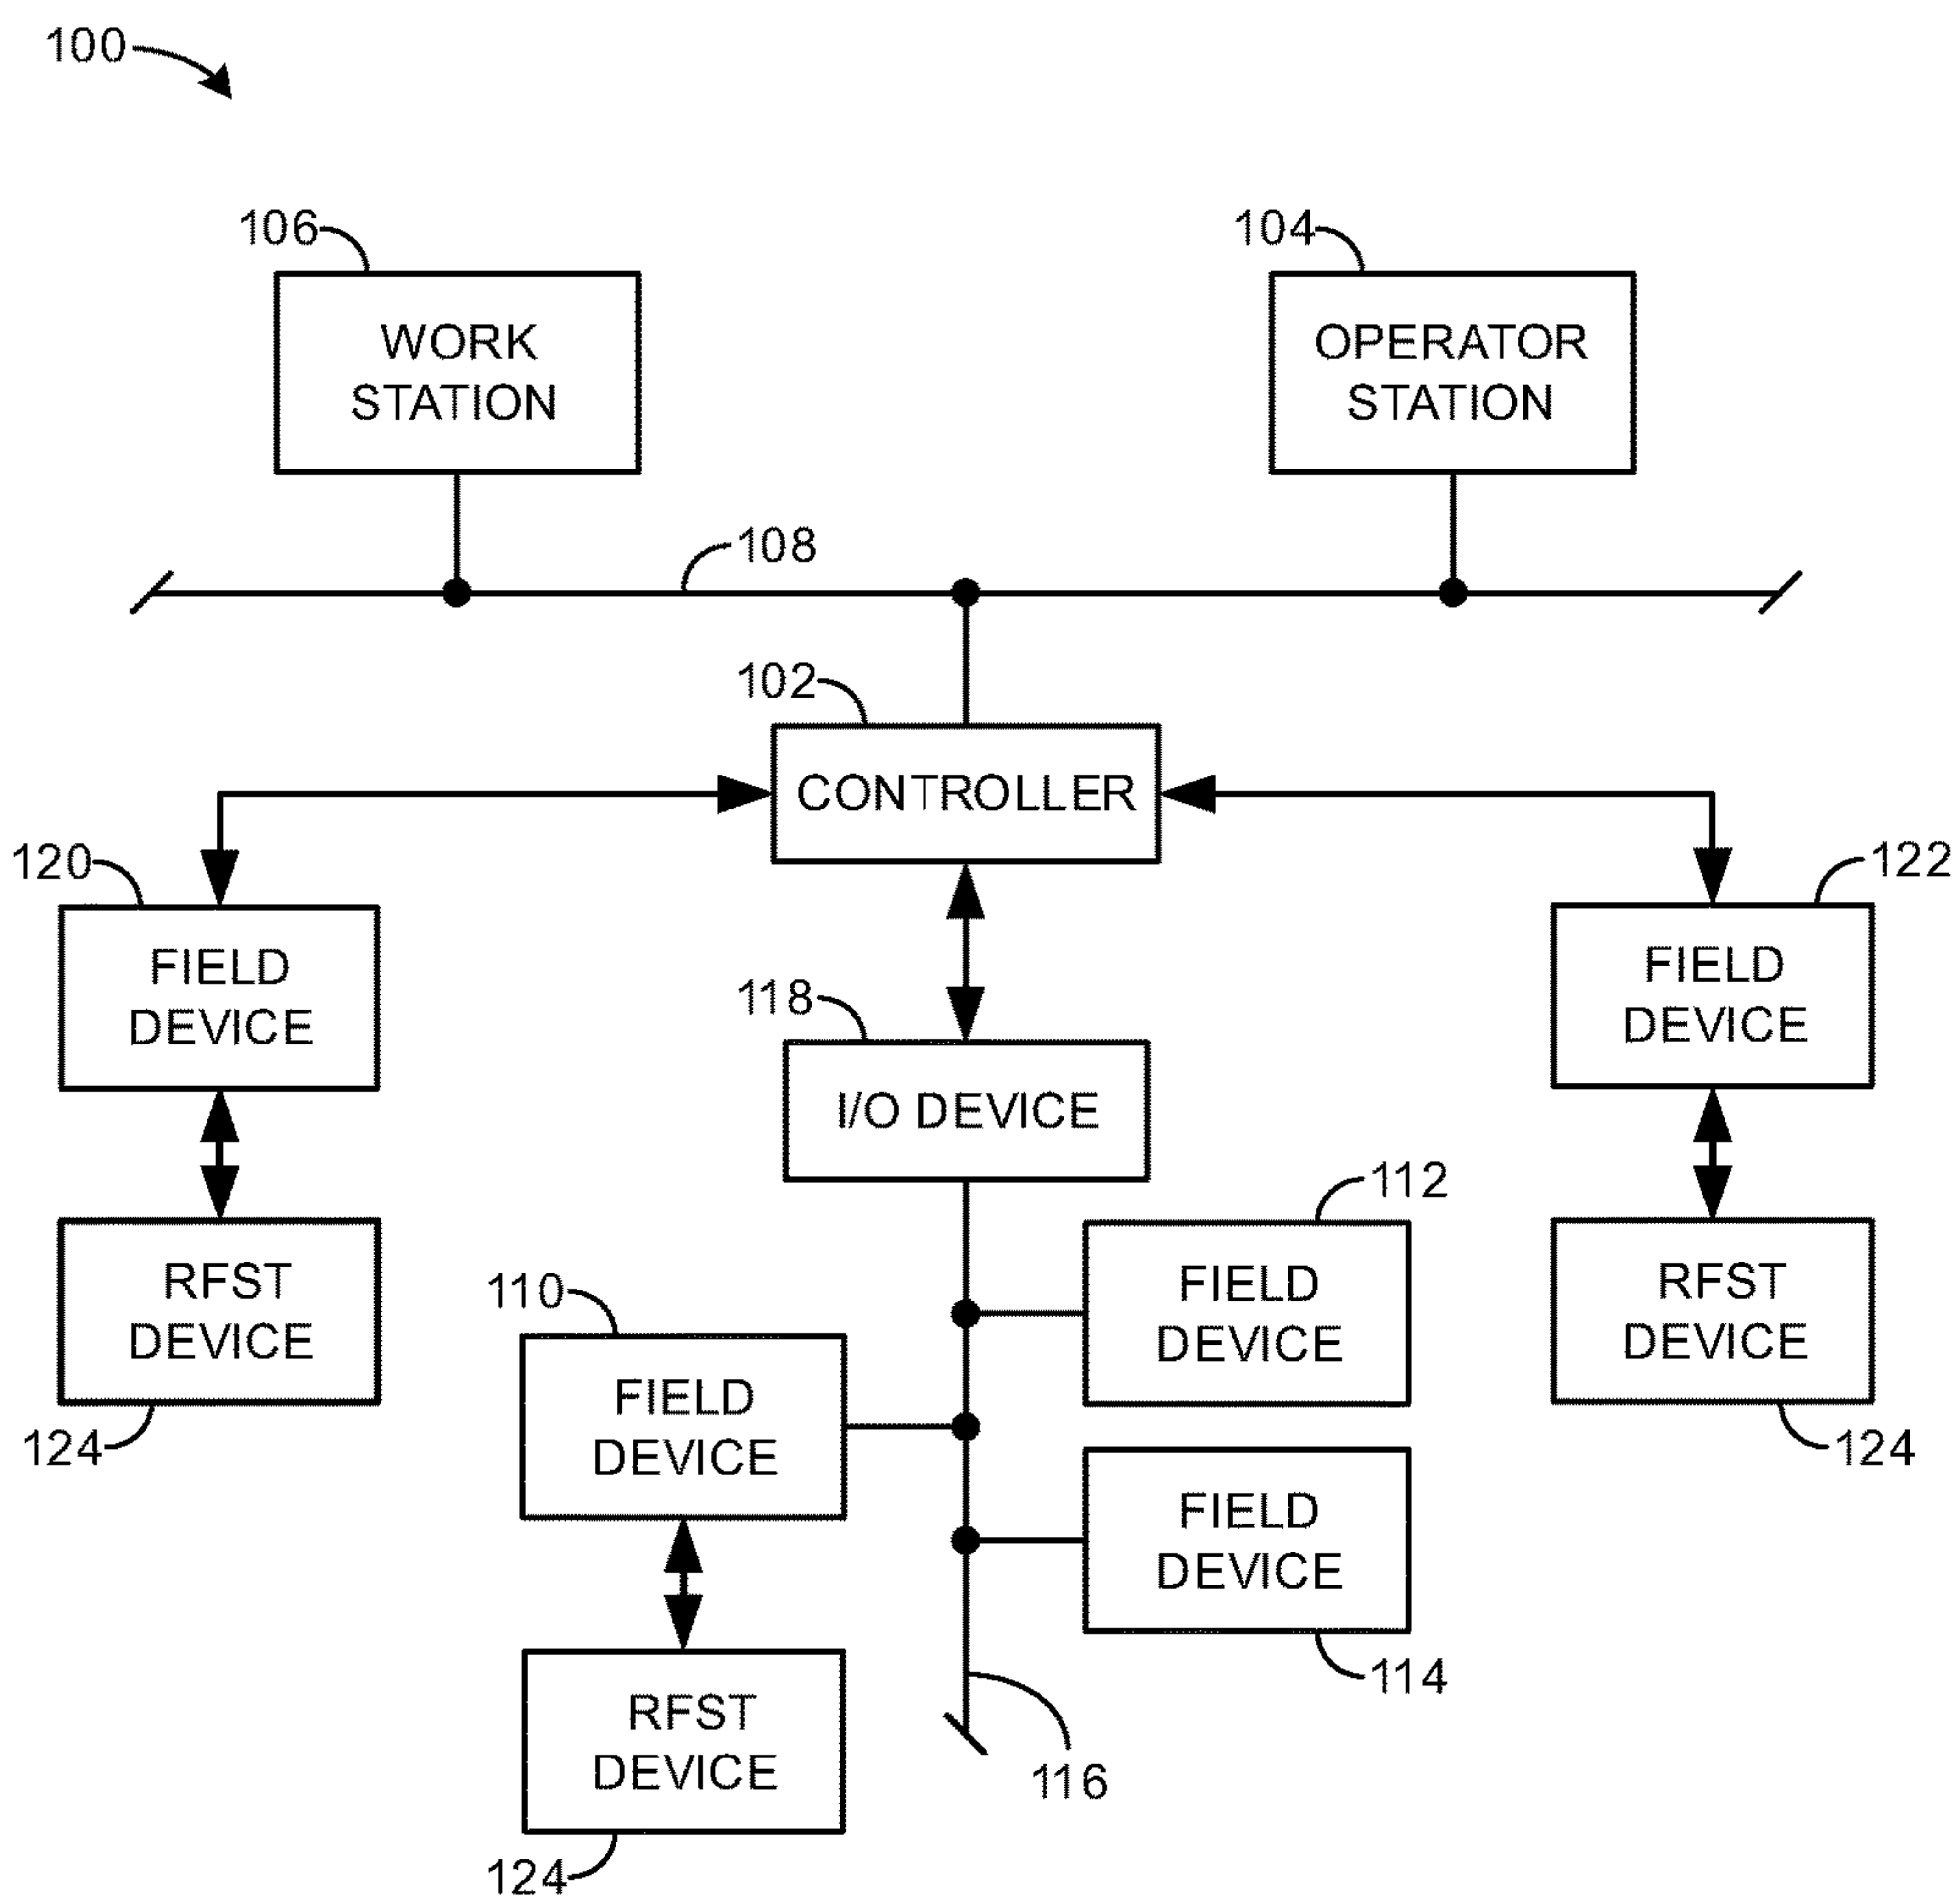 100
106
104
WORK
STATION
OPERATOR
STATION
108
102
CONTROLLER
120
122
FIELD
DEVICE
FIELD
DEVICE
118
I/O DEVICE
112
RFST
DEVICE
FIELD
DEVICE
RFST
DEVICE
110
124
FIELD
DEVICE
124
FIELD
DEVICE
114
RFST
DEVICE
116
124